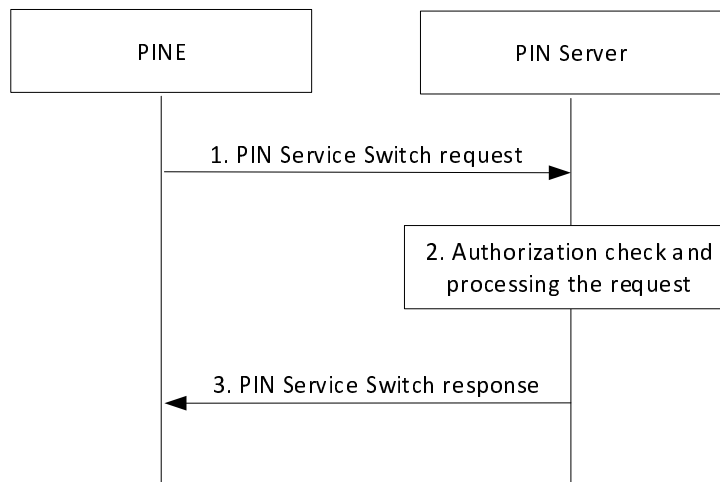 PINE
PIN Server
1. PIN Service Switch request
2. Authorization check and
processing the request
3. PIN Service Switch response